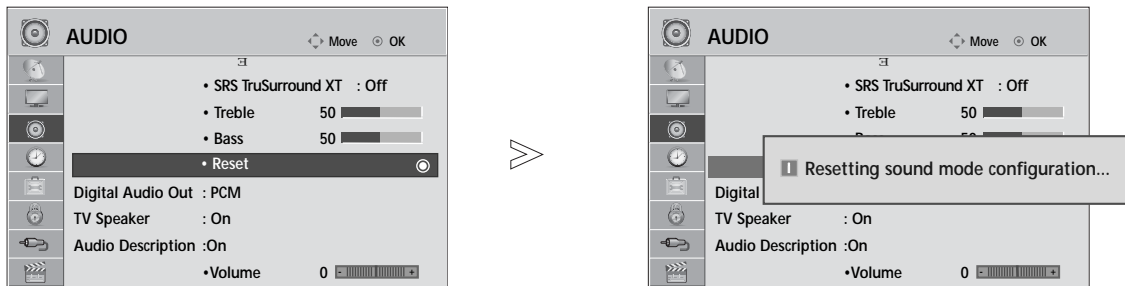 AUDIO Move OK
• SRS TruSurround XT : Off
• Treble 50
• Bass 50
• Reset
Digital Audio Out : PCM
TV Speaker : On
Audio Description :On
•Volume 0 - +
AUDIO Move OK
• SRS TruSurround XT : Off
• Treble 50
Resetting sound mode configuration...
Digital
TV Speaker : On
Audio Description :On
•Volume 0 - +